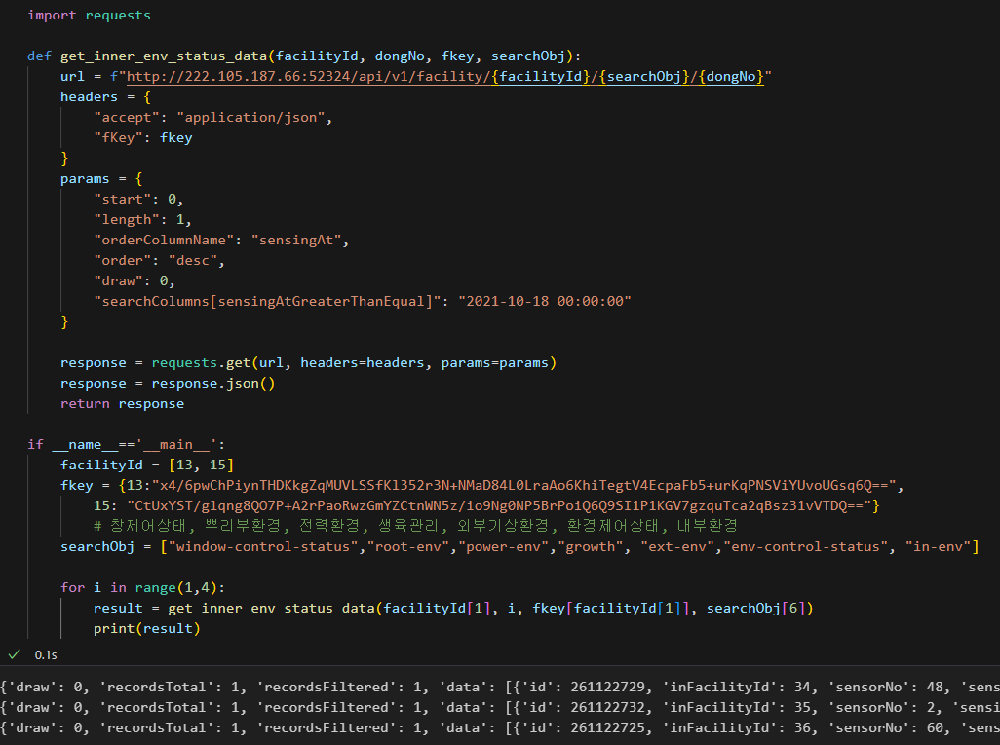 import requests
def get_inner_env_status_data(facilityId, dongNo, fkey, searchObj):
    url = f"http://222.105.187.66:52324/api/v1/facility/{facilityId}/{searchObj}/{dongNo}"
    headers = {
        "accept": "application/json",
        "fKey": fkey
    }
    params = {
        "start": 0,
        "length": 1,
        "orderColumnName": "sensingAt",
        "order": "desc",
        "draw": 0,
        "searchColumns[sensingAtGreaterThanEqual]": "2021-10-18 00:00:00"
    }
    response = requests.get(url, headers=headers, params=params)
    response = response.json()
    return response
if __name__=='__main__':
    facilityId = [13, 15]
    fkey = {13:"x4/6pwChPiynTHDKkgZqMUVLSSfKl352r3N+NMaD84L0LraAo6KhiTegtV4EcpaFb5+urKqPNSViYUvoUGsq6Q==",
        15: "CtUxYST/glqng8QO7P+A2rPaoRwzGmYZCtnWN5z/io9Ng0NP5BrPoiQ6Q9SI1P1KGV7gzquTca2qBsz31vVTDQ=="}
        # 창제어상태, 뿌리부환경, 전력환경, 생육관리, 외부기상환경, 환경제어상태, 내부환경
    searchObj = ["window-control-status","root-env","power-env","growth", "ext-env","env-control-status", "in-env"]
    for i in range(1,4):
        result = get_inner_env_status_data(facilityId[1], i, fkey[facilityId[1]], searchObj[6])
        print(result)
✓ 0.1s
{'draw': 0, 'recordsTotal': 1, 'recordsFiltered': 1, 'data': [{'id': 261122729, 'inFacilityId': 34, 'sensorNo': 48, 'sens
{'draw': 0, 'recordsTotal': 1, 'recordsFiltered': 1, 'data': [{'id': 261122732, 'inFacilityId': 35, 'sensorNo': 2, 'sensi
{'draw': 0, 'recordsTotal': 1, 'recordsFiltered': 1, 'data': [{'id': 261122725, 'inFacilityId': 36, 'sensorNo': 60, 'sens